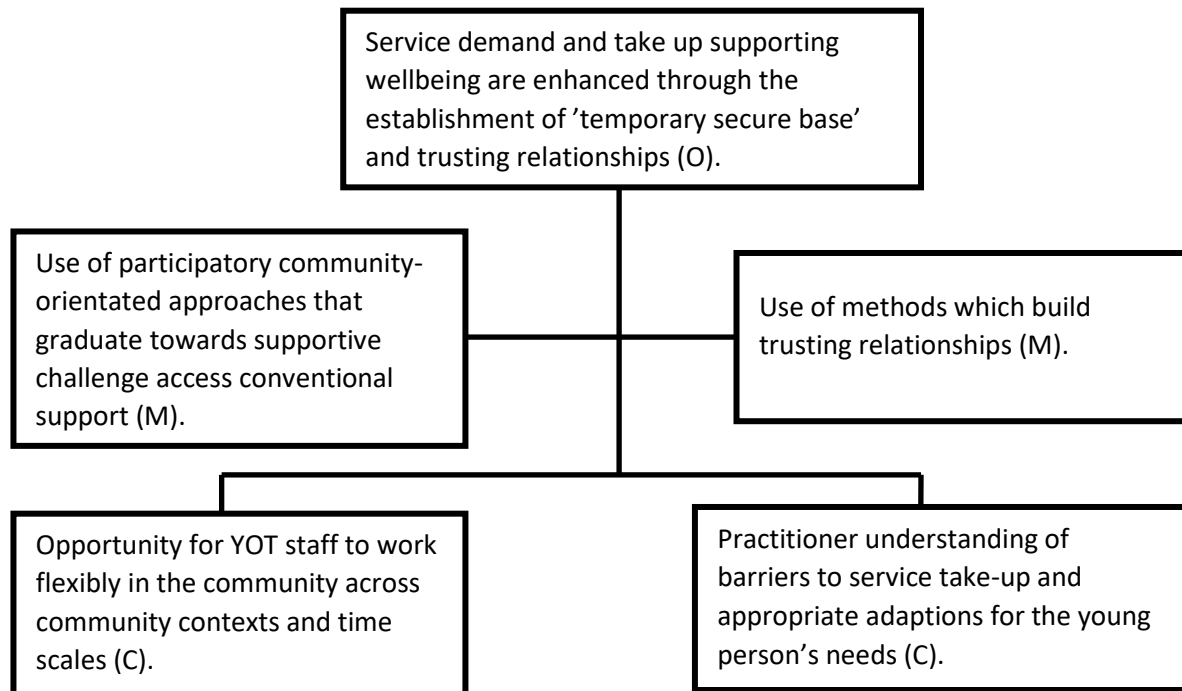 Service demand and take up supporting
wellbeing are enhanced through the
establishment of ’temporary secure base’
and trusting relationships (O).
Use of participatory community-
orientated approaches that
graduate towards supportive
challenge access conventional
support (M).
Use of methods which build
trusting relationships (M).
Opportunity for YOT staff to work
flexibly in the community across
community contexts and time
scales (C).
Practitioner understanding of
barriers to service take-up and
appropriate adaptions for the young
person’s needs (C).